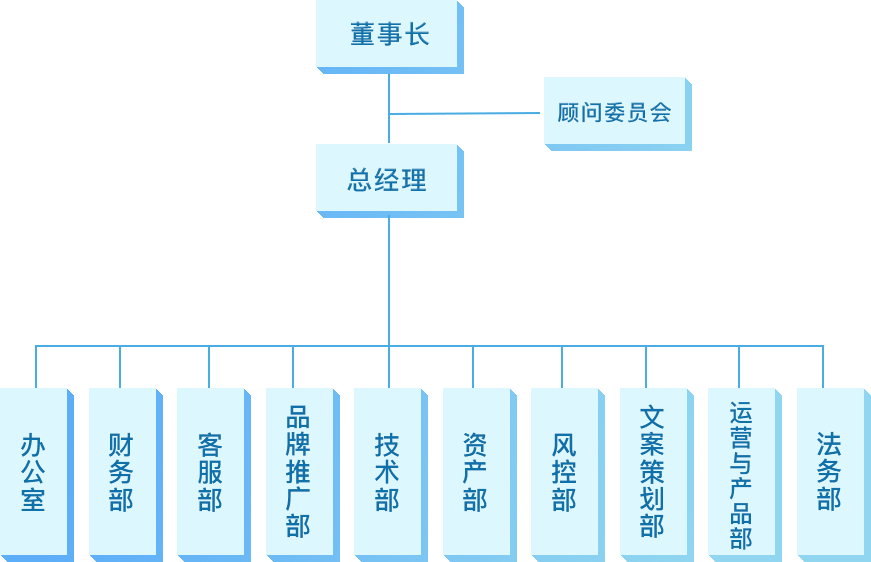 董事长
顾问委员会
总经理
办公室
财务部
客服部
品牌推广部
技术部
资产部
风控部
文案策划部
运营与产品部
法务部